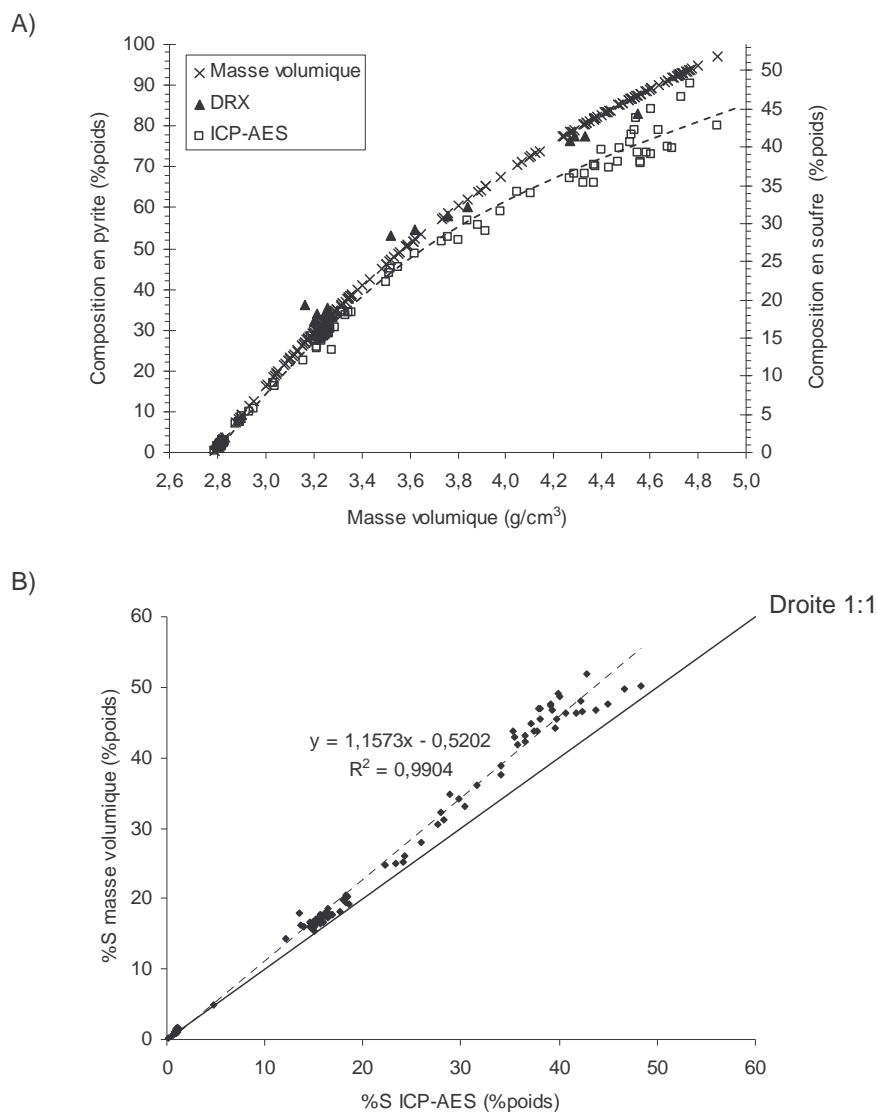 A)
Masse volumique
DRX
ICP-AES
Composition en pyrite (%poids)
100
90
80
70
60
50
40
30
20
10
0
Composition en soufre (%poids)
50
45
40
35
30
25
20
15
10
5
0
2,6 2,8 3,0 3,2 3,4 3,6 3,8 4,0 4,2 4,4 4,6 4,8 5,0
Masse volumique (g/cm³)
B)
Droite 1:1
%S masse volumique (%poids)
60
50
40
30
20
10
0
y = 1,1573x - 0,5202
R² = 0,9904
0 10 20 30 40 50 60
%S ICP-AES (%poids)